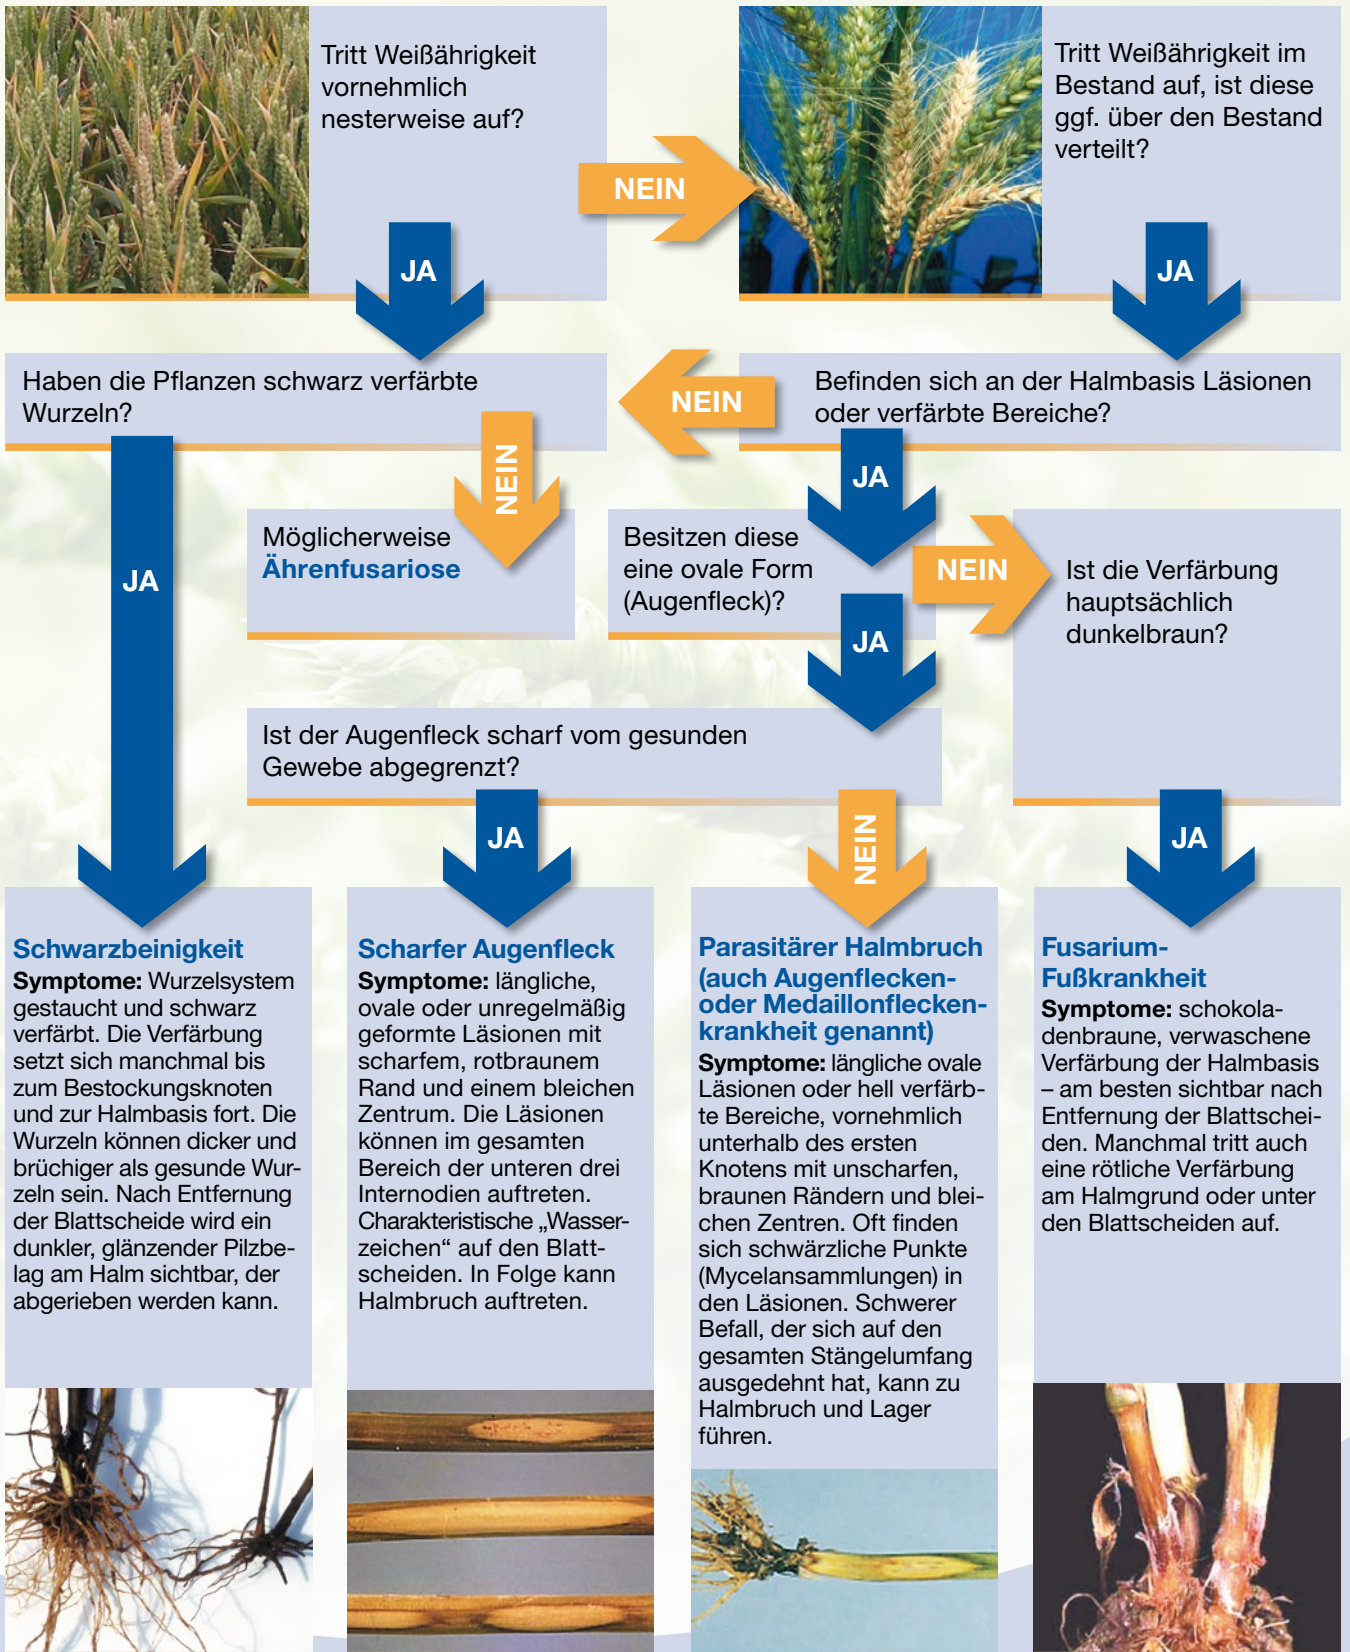 Tritt Weißährigkeit
vornehmlich
nesterweise auf?
NEIN
Tritt Weißährigkeit im
Bestand auf, ist diese
ggf. über den Bestand
verteilt?
JA
JA
Haben die Pflanzen schwarz verfärbte
Wurzeln?
NEIN
Befinden sich an der Halmbasis Läsionen
oder verfärbte Bereiche?
JA
NEIN
JA
Möglicherweise
Ährenfusariose
Besitzen diese
eine ovale Form
(Augenfleck)?
NEIN
Ist die Verfärbung
hauptsächlich
dunkelbraun?
JA
Ist der Augenfleck scharf vom gesunden
Gewebe abgegrenzt?
JA
NEIN
JA
Schwarzbeinigkeit
Symptome: Wurzelsystem
gestaucht und schwarz
verfärbt. Die Verfärbung
setzt sich manchmal bis
zum Bestockungsknoten
und zur Halmbasis fort. Die
Wurzeln können dicker und
brüchiger als gesunde Wur-
zeln sein. Nach Entfernung
der Blattscheide wird ein
dunkler, glänzender Pilzbe-
lag am Halm sichtbar, der
abgerieben werden kann.
Scharfer Augenfleck
Symptome: längliche,
ovale oder unregelmäßig
geformte Läsionen mit
scharfem, rotbraunem
Rand und einem bleichen
Zentrum. Die Läsionen
können im gesamten
Bereich der unteren drei
Internodien auftreten.
Charakteristische „Wasser-
zeichen“ auf den Blatt-
scheiden. In Folge kann
Halmbruch auftreten.
Parasitärer Halmbruch
(auch Augenflecken-
oder Medaillonflecken-
krankheit genannt)
Symptome: längliche ovale
Läsionen oder hell verfärb-
te Bereiche, vornehmlich
unterhalb des ersten
Knotens mit unscharfen,
braunen Rändern und blei-
chen Zentren. Oft finden
sich schwärzliche Punkte
(Mycelansammlungen) in
den Läsionen. Schwerer
Befall, der sich auf den
gesamten Stängelumfang
ausgedehnt hat, kann zu
Halmbruch und Lager
führen.
Fusarium-
Fußkrankheit
Symptome: schokola-
denbraune, verwaschene
Verfärbung der Halmbasis
– am besten sichtbar nach
Entfernung der Blattschei-
den. Manchmal tritt auch
eine rötliche Verfärbung
am Halmgrund oder unter
den Blattscheiden auf.